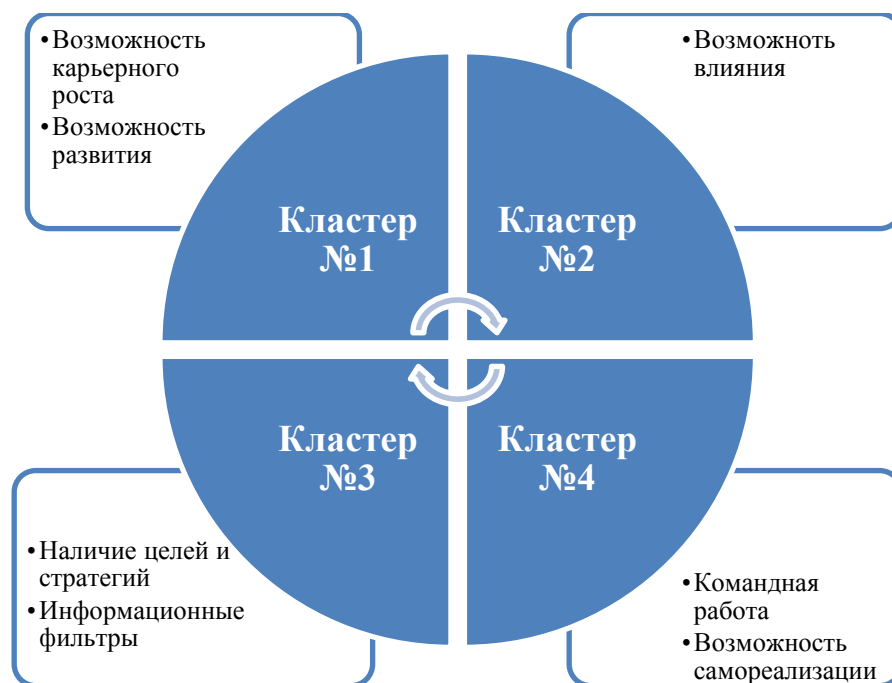 •Возможность
карьерного
роста
•Возможность
развития
•Возможноть
влияния
Кластер
№1
Кластер
№2
Кластер
№3
Кластер
№4
•Наличие целей и
стратегий
•Информационные
фильтры
•Командная
работа
•Возможность
самореализации